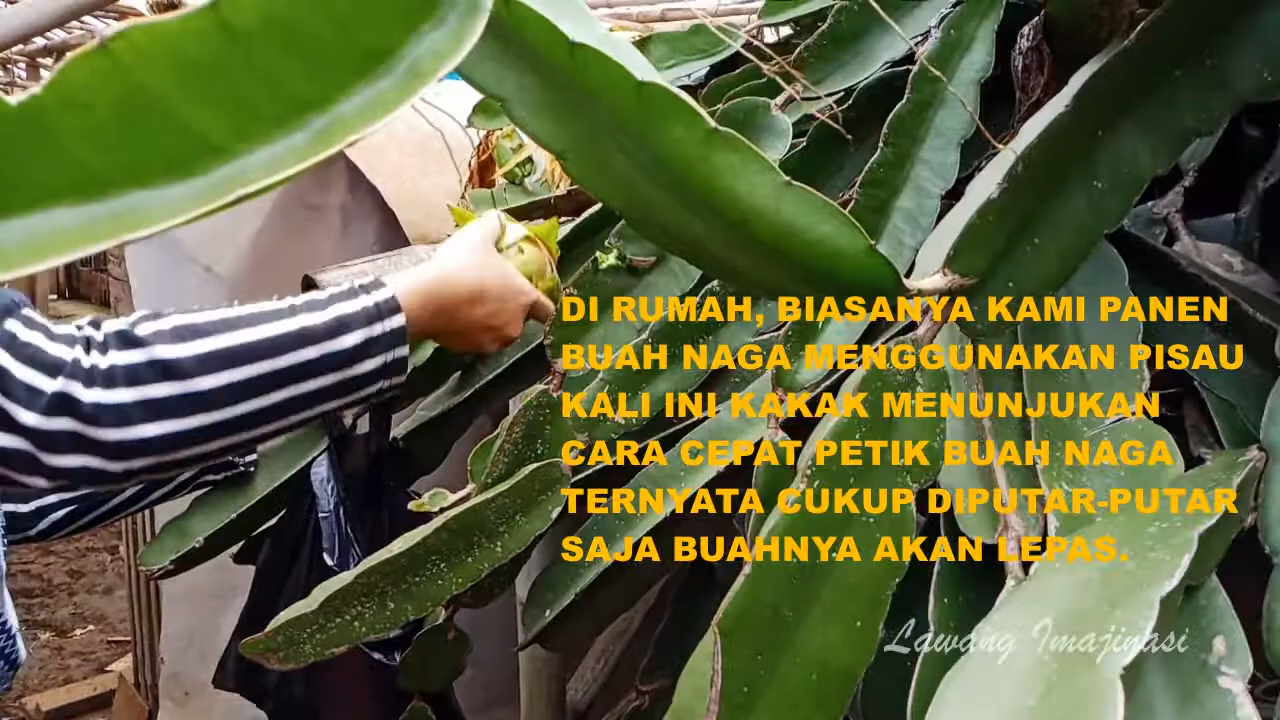 DI RUMAH, BIASANYA KAMI PANEN
BUAH NAGA MENGGUNAKAN PISAU
KALI INI KAKAK MENUNJUKAN
CARA CEPAT PETIK BUAH NAGA
TERNYATA CUKUP DIPUTAR-PUTAR
SAJA BUAHNYA AKAN LEPAS.
Lawang Imajinasi